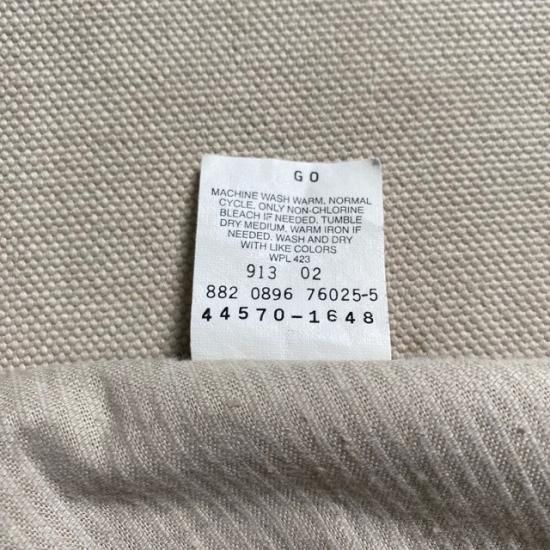 GO
MACHINE WASH WARM, NORMAL
CYCLE. ONLY NON-CHLORINE
BLEACH IF NEEDED. TUMBLE
DRY MEDIUM. WARM IRON IF
NEEDED. WASH AND DRY
WITH LIKE COLORS
WPL 423
913 02
882 0896 76025-5
44570-1648